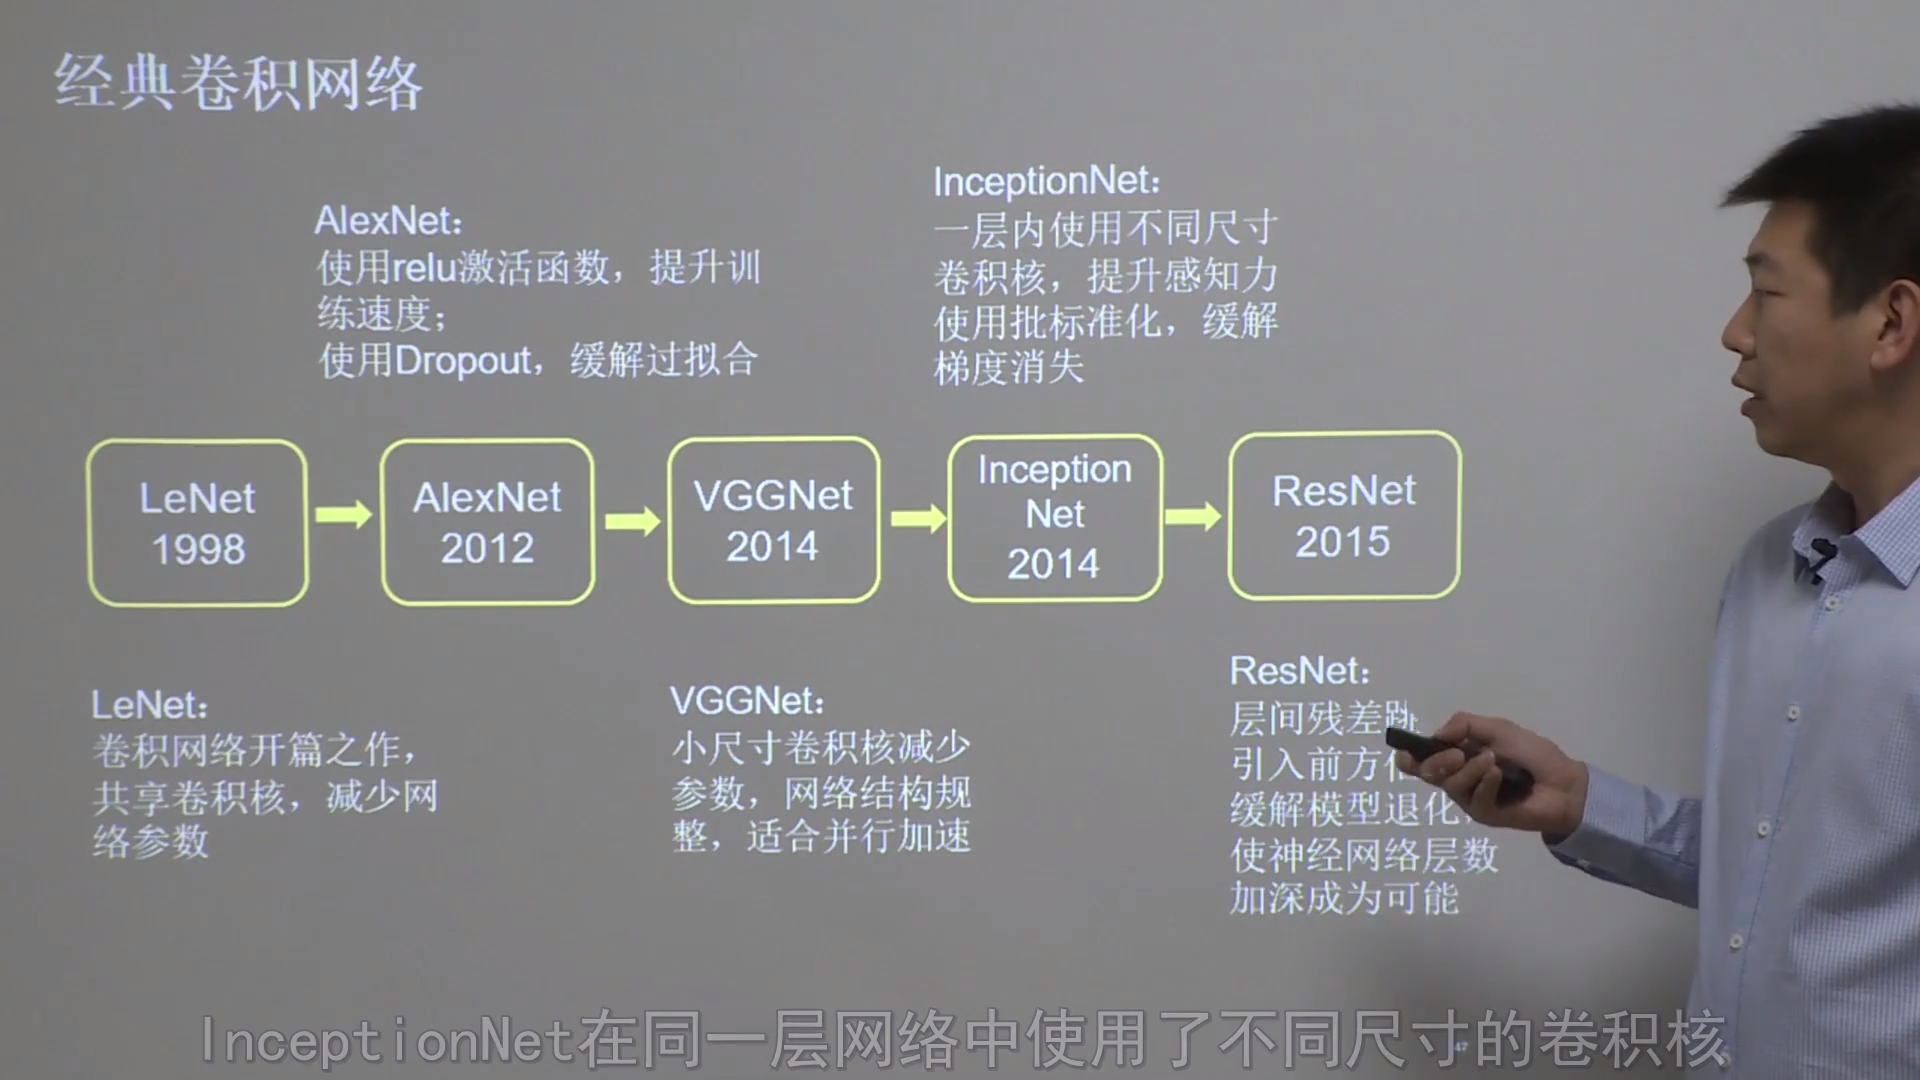 经典卷积网络
AlexNet：
使用relu激活函数，提升训
练速度；
使用Dropout，缓解过拟合
InceptionNet：
一层内使用不同尺寸
卷积核，提升感知力
使用批标准化，缓解
梯度消失
LeNet
1998
AlexNet
2012
VGGNet
2014
Inception
Net
2014
ResNet
2015
LeNet：
卷积网络开篇之作，
共享卷积核，减少网
络参数
VGGNet：
小尺寸卷积核减少
参数，网络结构规
整，适合并行加速
ResNet：
层间残差跳
引入前方
缓解模型退化
使神经网络层数
加深成为可能
InceptionNet在同一层网络中使用了不同尺寸的卷积核
47